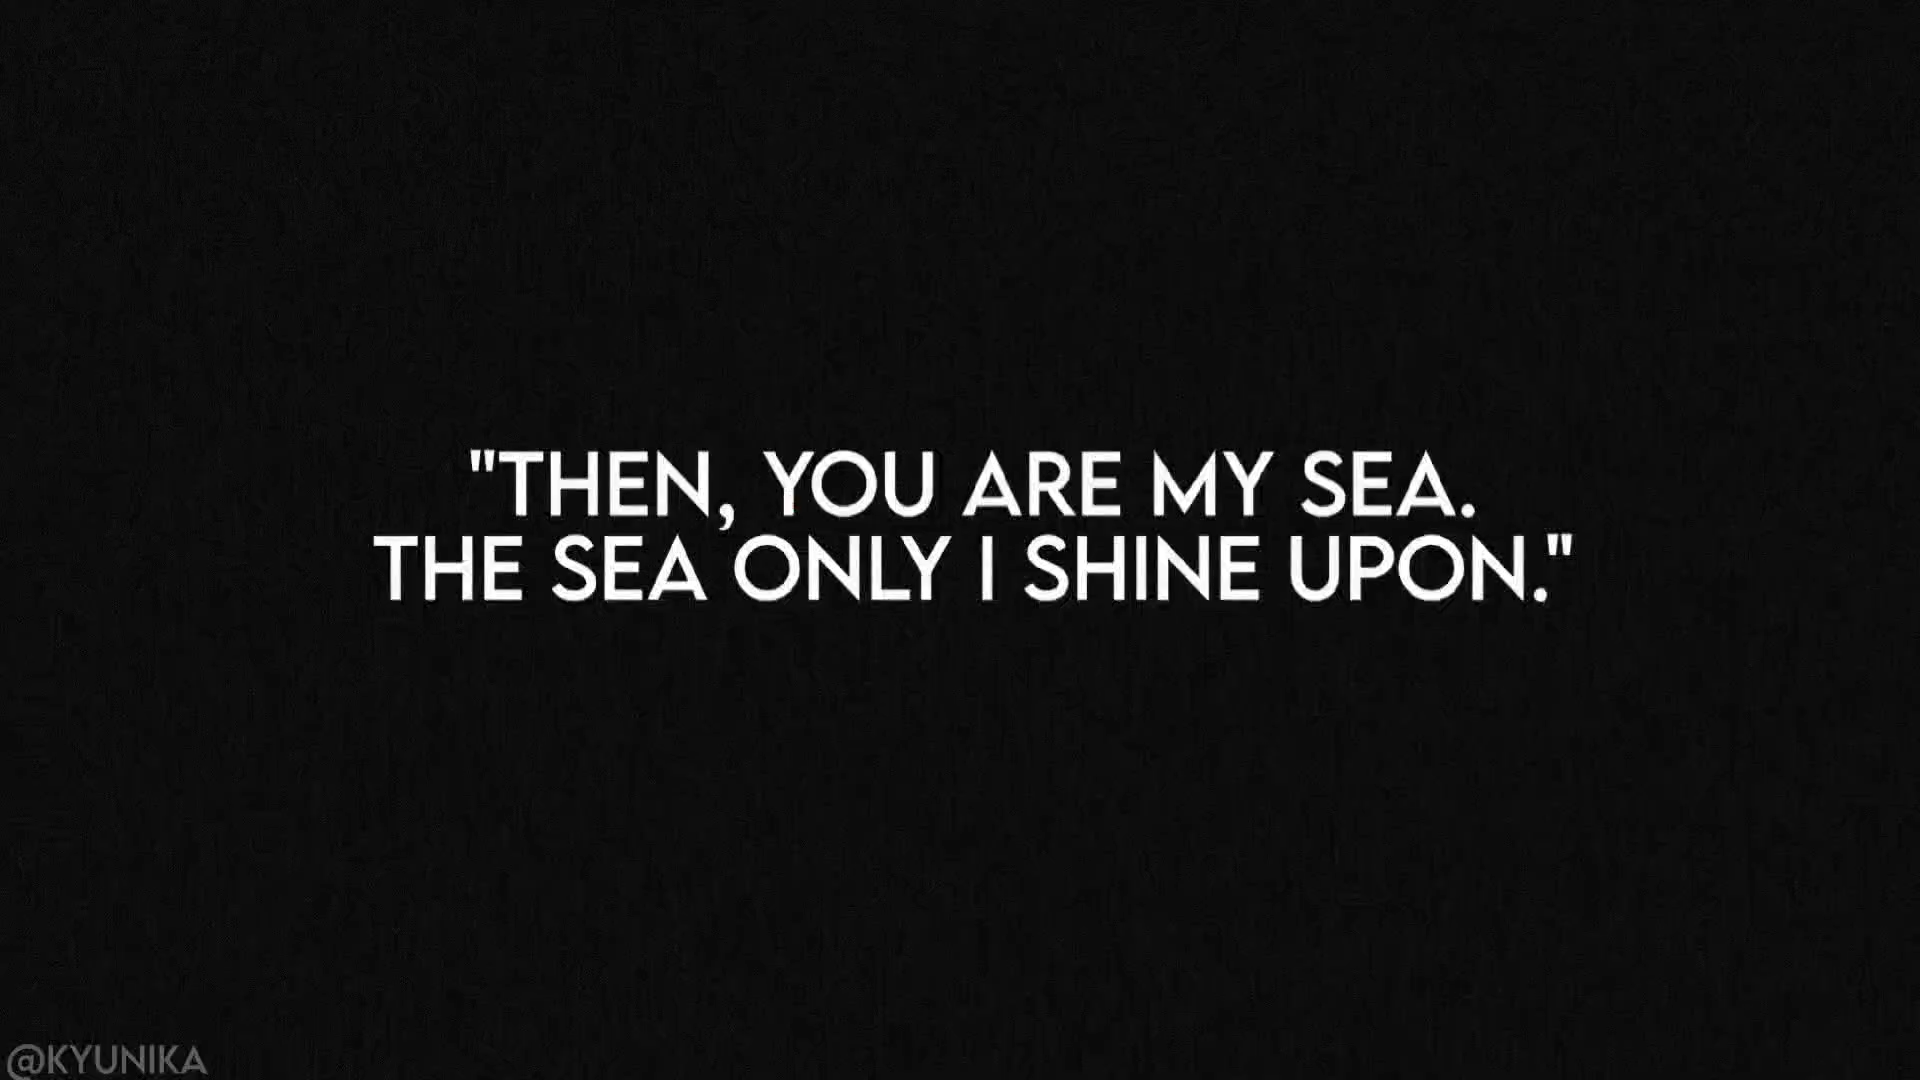 "THEN, YOU ARE MY SEA.
THE SEA ONLY I SHINE UPON."
@KYUNIKA